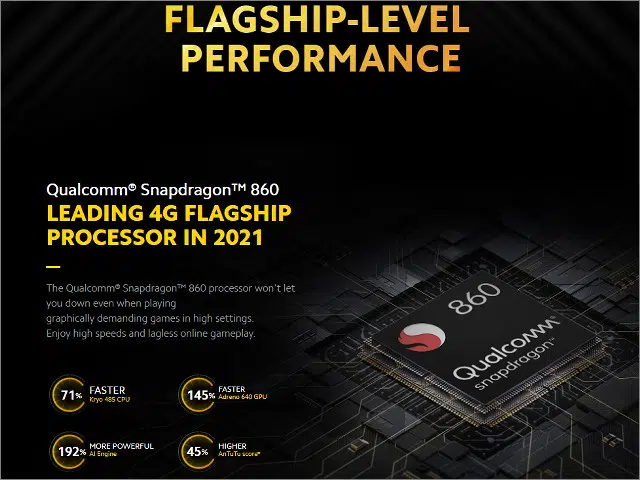 FLAGSHIP-LEVEL
PERFORMANCE
Qualcomm® Snapdragon™ 860
LEADING 4G FLAGSHIP
PROCESSOR IN 2021
The Qualcomm® Snapdragon™ 860 processor won't let
you down even when playing
graphically demanding games in high settings.
Enjoy high speeds and lagless online gameplay.
71% FASTER
Kryo 485 CPU
145% FASTER
Adreno 640 GPU
192% MORE POWERFUL
AI Engine
45% HIGHER
AnTuTu score*
860
Qualcomm™
snapdragon™